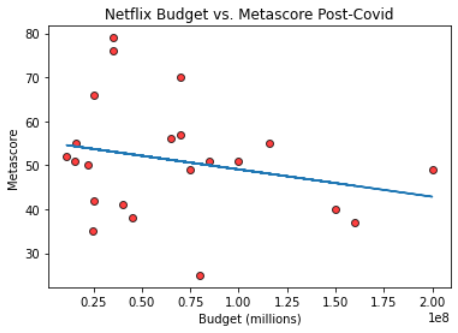 Netflix Budget vs. Metascore Post-Covid
80
70
60
50
40
30
Metascore
0.25 0.50 0.75 1.00 1.25 1.50 1.75 2.00
1e8
Budget (millions)